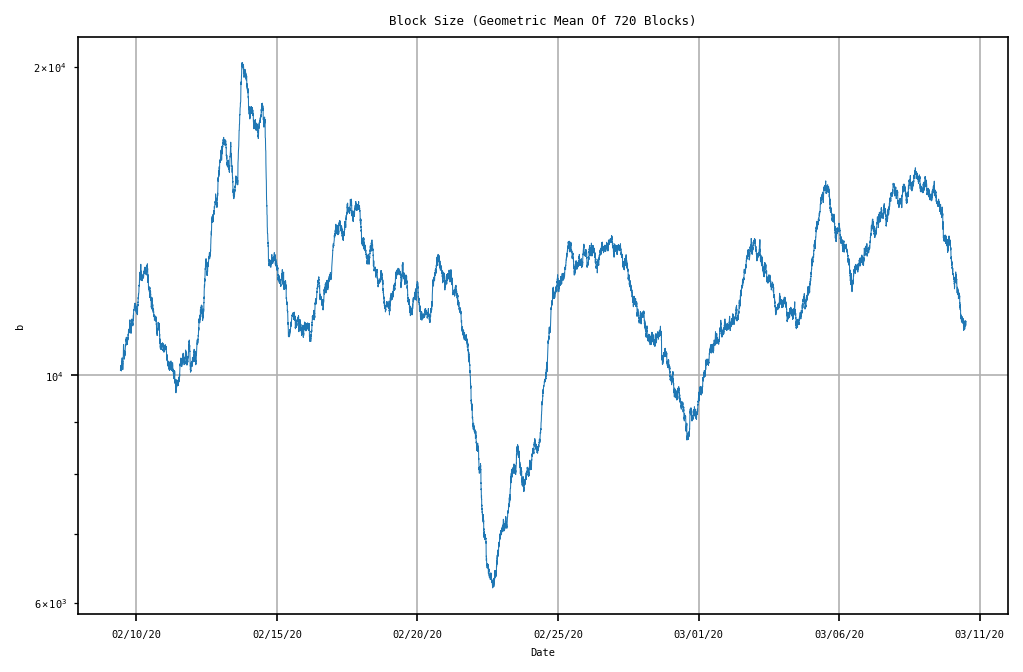 Block Size (Geometric Mean Of 720 Blocks)
2×10⁴
10⁴
6×10³
b
02/10/20 02/15/20 02/20/20 02/25/20 03/01/20 03/06/20 03/11/20
Date